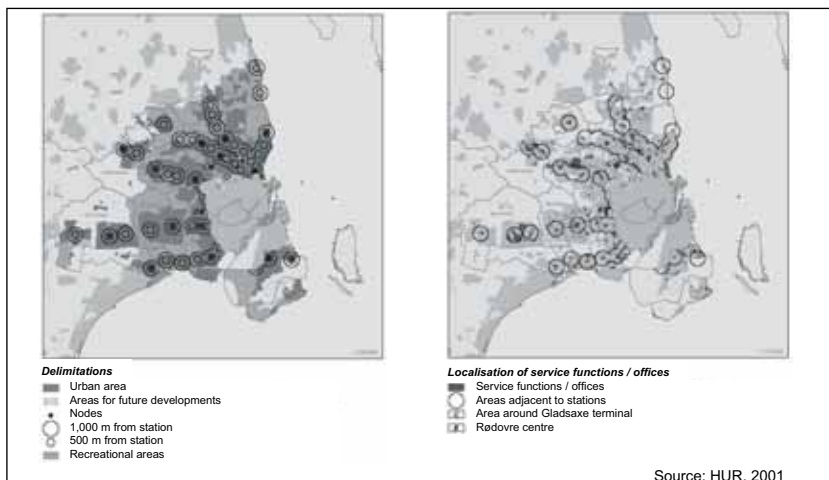 Delimitations
Urban area
Areas for future developments
Nodes
1,000 m from station
500 m from station
Recreational areas
Localisation of service functions / offices
Service functions / offices
Areas adjacent to stations
Area around Gladsaxe terminal
Rødovre centre
Source: HUR, 2001